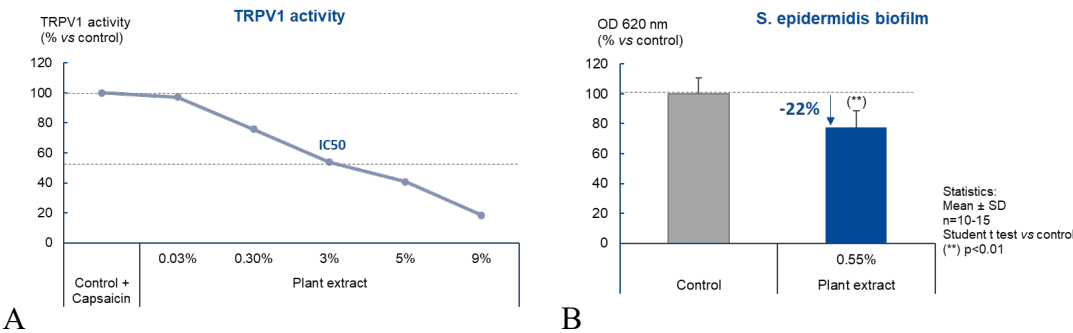 TRPV1 activity
TRPV1 activity
(% vs control)
120
100
80
60
40
20
0
IC50
0.03%
0.30%
3%
5%
9%
Control +
Capsaicin
Plant extract
A
S. epidermidis biofilm
OD 620 nm
(% vs control)
120
100
80
60
40
20
0
-22%
(**)
0.55%
Control
Plant extract
Statistics:
Mean ± SD
n=10-15
Student t test vs control
(**) p<0.01
B